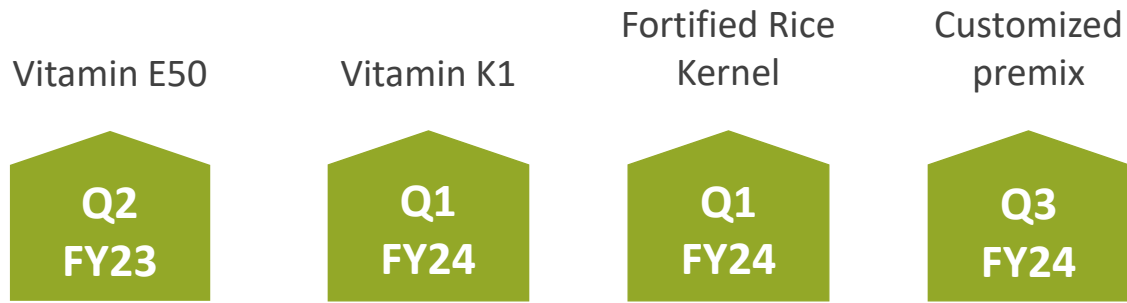 Vitamin E50
Q2
FY23
Vitamin K1
Q1
FY24
Fortified Rice
Kernel
Q1
FY24
Customized
premix
Q3
FY24